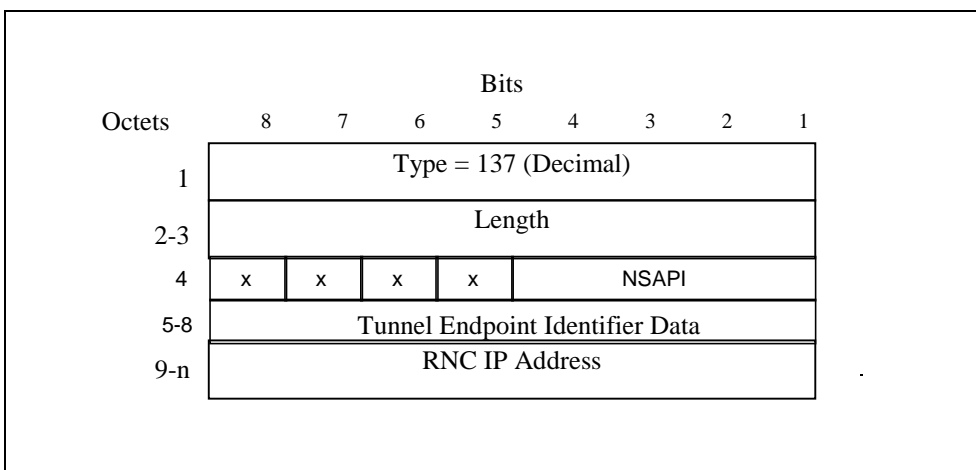 Bits
Octets 8 7 6 5 4 3 2 1
1 Type = 137 (Decimal)
2-3 Length
4 x x x x NSAPI
5-8 Tunnel Endpoint Identifier Data
9-n RNC IP Address
.